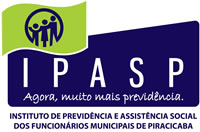 IPASP
Agora, muito mais previdência.
INSTITUTO DE PREVIDÊNCIA E ASSISTÊNCIA SOCIAL
DOS FUNCIONÁRIOS MUNICIPAIS DE PIRACICABA